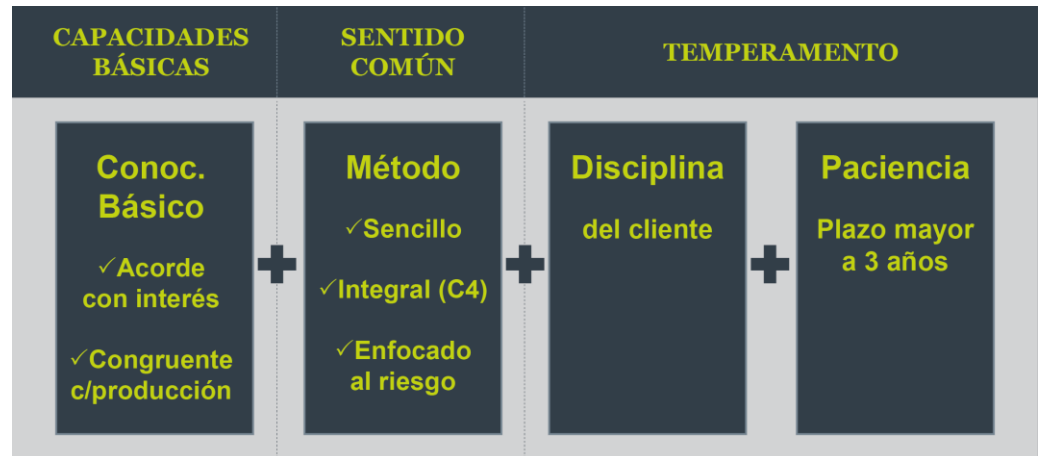 CAPACIDADES
BÁSICAS
SENTIDO
COMÚN
TEMPERAMENTO
Conoc.
Básico
✓Acorde
con interés
✓Congruente
c/producción
Método
✓Sencillo
✓Integral (C4)
✓Enfocado
al riesgo
Disciplina
del cliente
Paciencia
Plazo mayor
a 3 años